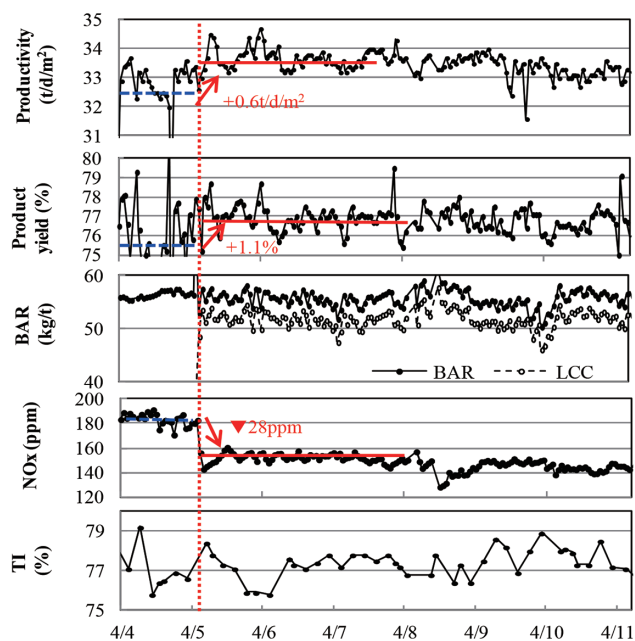 Productivity
(t/d/m²)
35
34
33
32
31
+0.6t/d/m²
Product
yield (%)
80
79
78
77
76
75
+1.1%
BAR
(kg/t)
60
50
40
BAR
LCC
NOx (ppm)
200
180
160
140
120
▼28ppm
TI
(%)
79
77
75
4/4
4/5
4/6
4/7
4/8
4/9
4/10
4/11